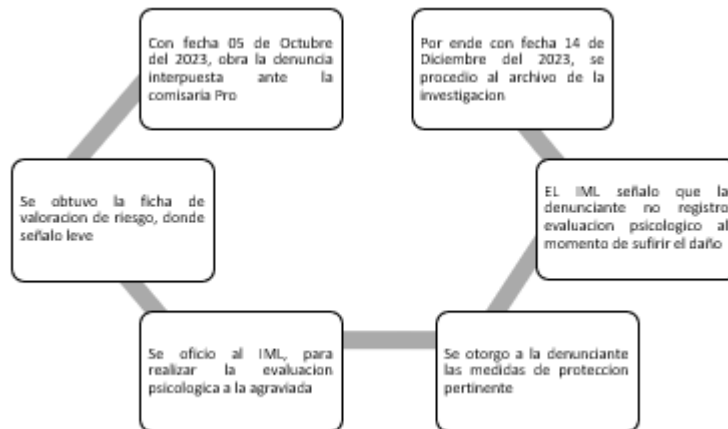 Con fecha 05 de Octubre
del 2023, obra la denuncia
interpuesta ante la
comisaria Pro
Se obtuvo la ficha de
valoracion de riesgo, donde
señalo leve
Se oficio al IML, para
realizar la evaluacion
psicologica a la agraviada
Se otorgo a la denunciante
las medidas de proteccion
pertinente
EL IML señalo que la
denunciante no registro
evaluacion psicologico al
momento de sufirir el daño
Por ende con fecha 14 de
Diciembre del 2023, se
procedio al archivo de la
investigacion